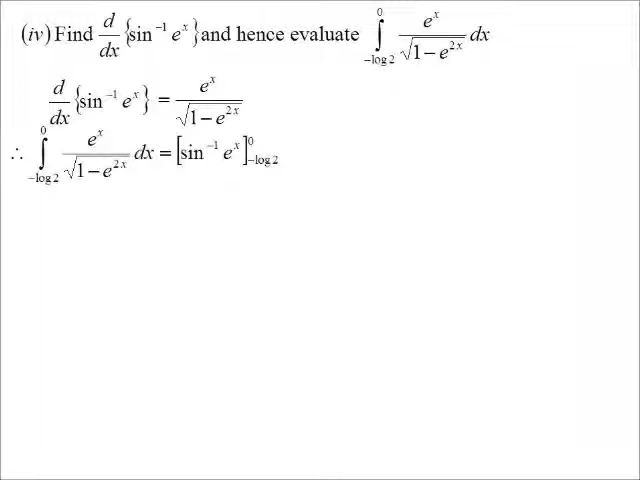 (iv) Find d/dx {sin⁻¹ eˣ} and hence evaluate ∫_{−log 2}^{0} eˣ/√(1−e²ˣ) dx
d/dx {sin⁻¹ eˣ} = eˣ/√(1−e²ˣ)
∴ ∫_{−log 2}^{0} eˣ/√(1−e²ˣ) dx = [sin⁻¹ eˣ]_{−log 2}^{0}